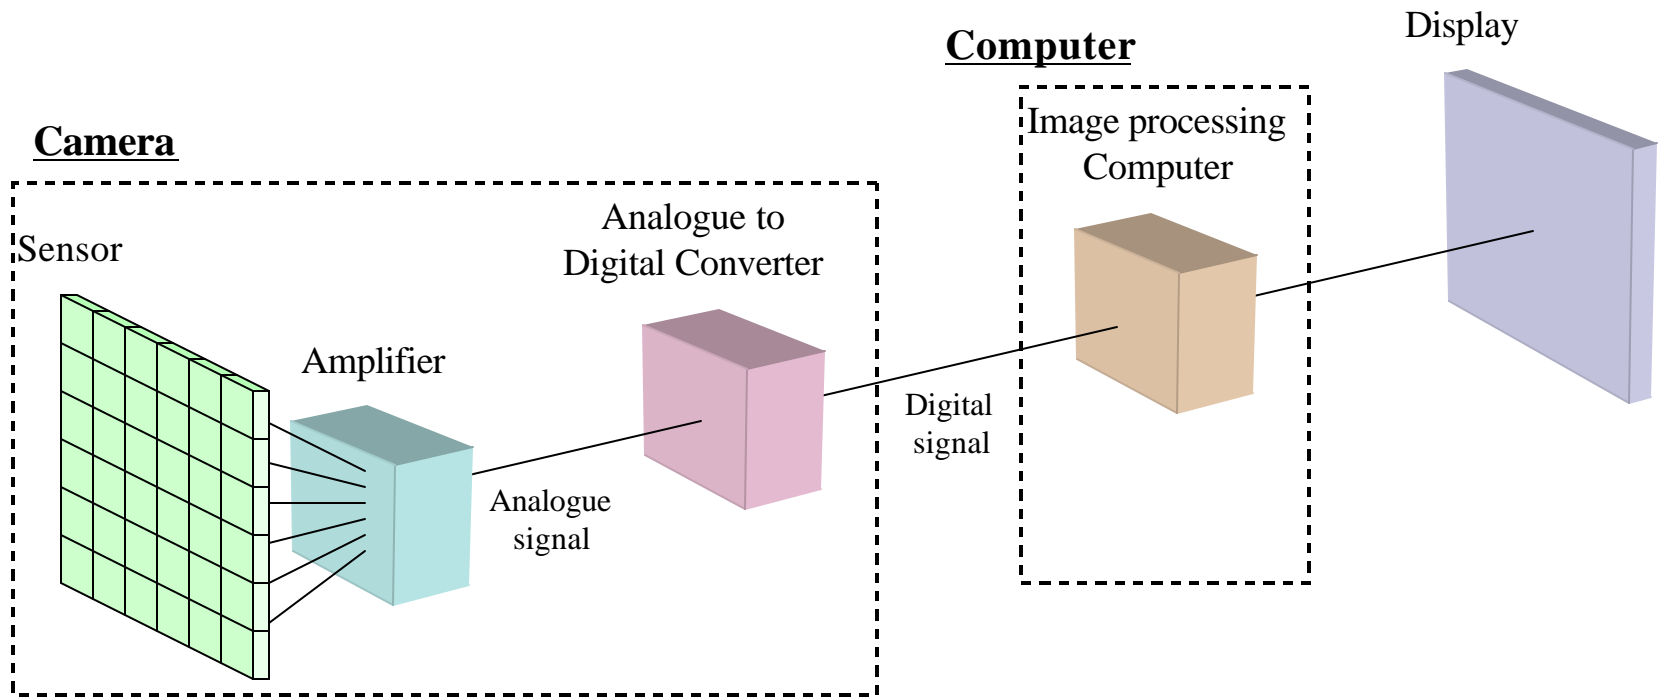 Display
Computer
Image processing
Computer
Camera
Analogue to
Digital Converter
Sensor
Amplifier
Digital
signal
Analogue
signal